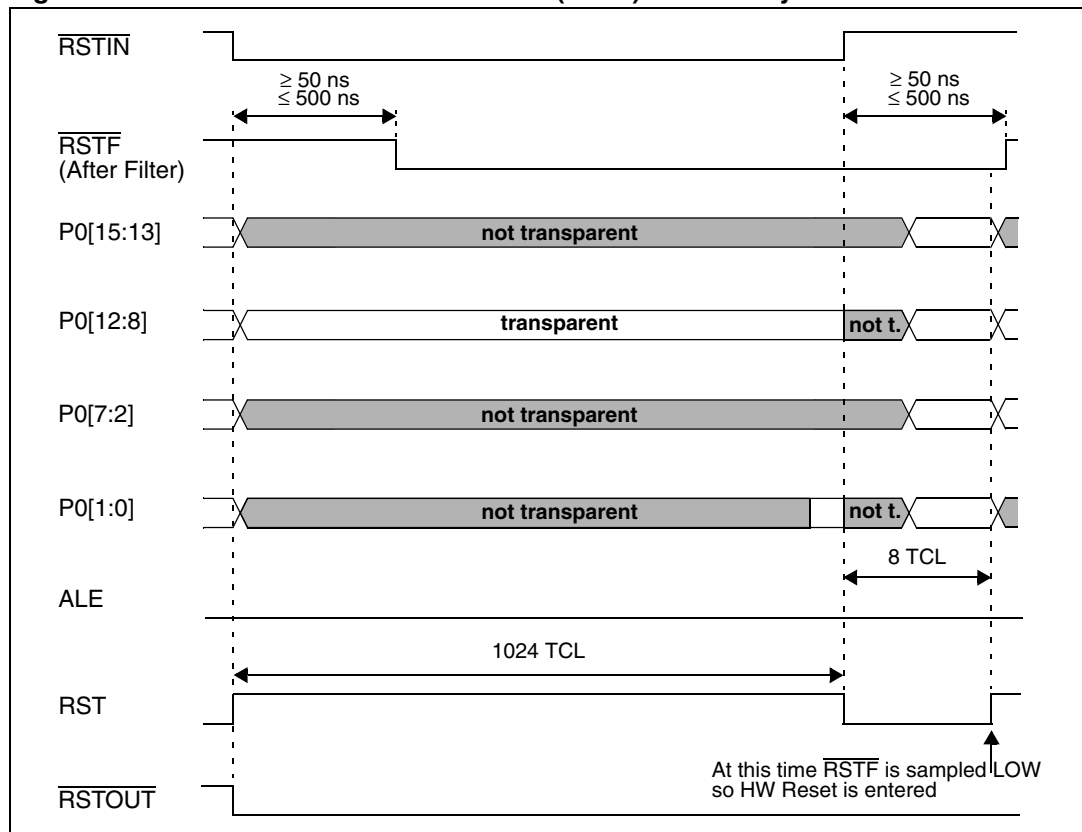 RSTIN
≥ 50 ns
≤ 500 ns
≥ 50 ns
≤ 500 ns
RSTF
(After Filter)
P0[15:13]
not transparent
P0[12:8]
transparent
not t.
P0[7:2]
not transparent
P0[1:0]
not transparent
not t.
8 TCL
ALE
1024 TCL
RST
At this time RSTF is sampled LOW
so HW Reset is entered
RSTOUT